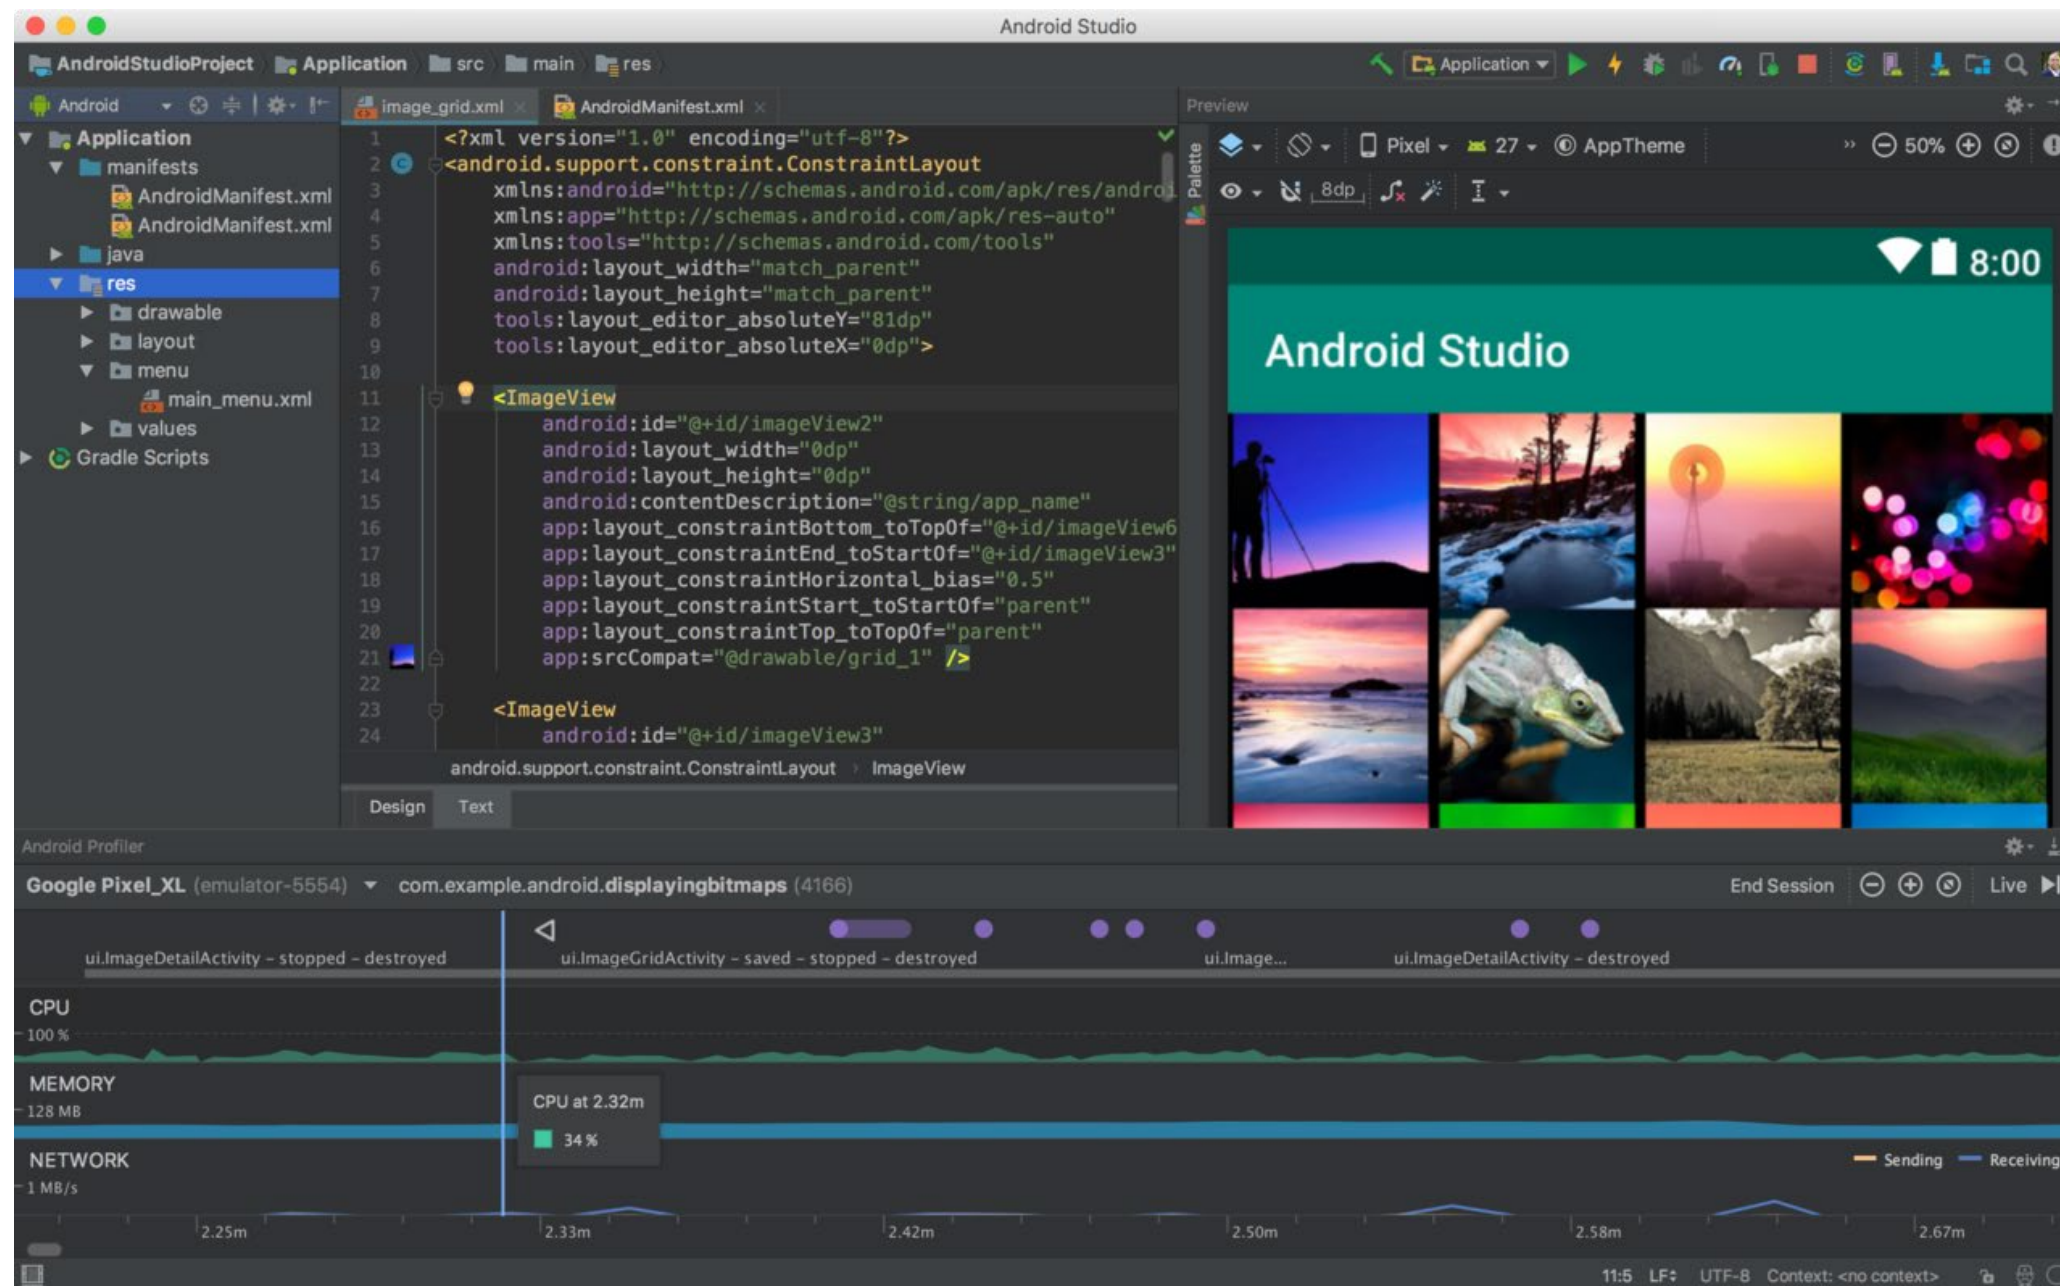 Android Studio
AndroidStudioProject Application src main res
Application
Android
image_grid.xml AndroidManifest.xml
Application
manifests
AndroidManifest.xml
AndroidManifest.xml
java
res
drawable
layout
menu
main_menu.xml
values
Gradle Scripts
1 <?xml version="1.0" encoding="utf-8"?>
2 <android.support.constraint.ConstraintLayout
3 xmlns:android="http://schemas.android.com/apk/res/androi
4 xmlns:app="http://schemas.android.com/apk/res-auto"
5 xmlns:tools="http://schemas.android.com/tools"
6 android:layout_width="match_parent"
7 android:layout_height="match_parent"
8 tools:layout_editor_absoluteY="81dp"
9 tools:layout_editor_absoluteX="0dp">
10
11 <ImageView
12 android:id="@+id/imageView2"
13 android:layout_width="0dp"
14 android:layout_height="0dp"
15 android:contentDescription="@string/app_name"
16 app:layout_constraintBottom_toTopOf="@+id/imageView6
17 app:layout_constraintEnd_toStartOf="@+id/imageView3"
18 app:layout_constraintHorizontal_bias="0.5"
19 app:layout_constraintStart_toStartOf="parent"
20 app:layout_constraintTop_toTopOf="parent"
21 app:srcCompat="@drawable/grid_1" />
22
23 <ImageView
24 android:id="@+id/imageView3"
android.support.constraint.ConstraintLayout ImageView
Design Text
Preview
Palette
Pixel 27 AppTheme 50%
8dp
8:00
Android Studio
Android Profiler
Google Pixel_XL (emulator-5554) com.example.android.displayingbitmaps (4166) End Session Live
ui.ImageDetailActivity – stopped – destroyed ui.ImageGridActivity – saved – stopped – destroyed ui.Image... ui.ImageDetailActivity – destroyed
CPU
100 %
MEMORY
128 MB
CPU at 2.32m
34 %
NETWORK
Sending Receiving
1 MB/s
2.25m 2.33m 2.42m 2.50m 2.58m 2.67m
11:5 LF UTF-8 Context: <no context>